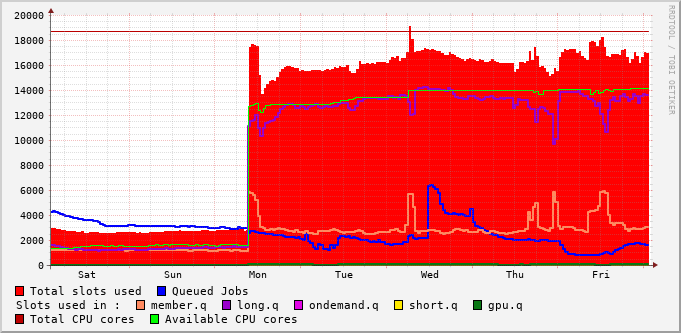 20000
18000
16000
14000
12000
10000
8000
6000
4000
2000
0
Sat Sun Mon Tue Wed Thu Fri
Total slots used Queued Jobs
Slots used in : member.q long.q ondemand.q short.q gpu.q
Total CPU cores Available CPU cores
RRDTOOL / TOBI OETIKER